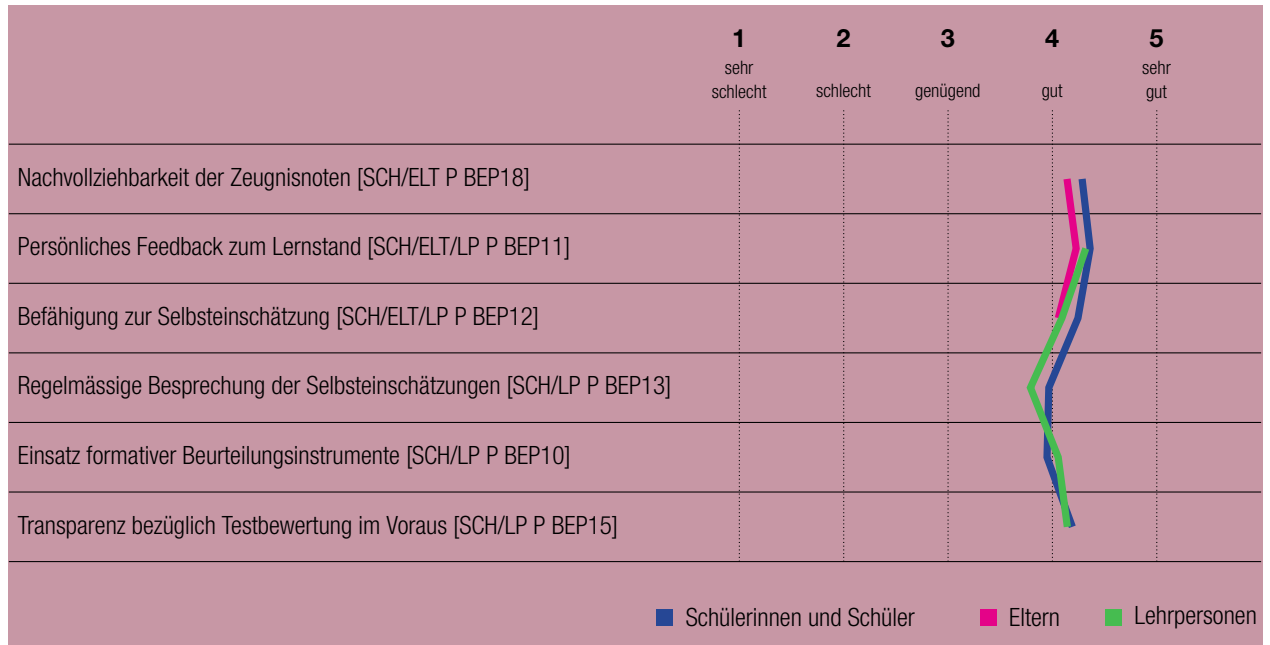 1 2 3 4 5
sehr schlecht schlecht genügend gut sehr gut
Nachvollziehbarkeit der Zeugnisnoten [SCH/ELT P BEP18]
Persönliches Feedback zum Lernstand [SCH/ELT/LP P BEP11]
Befähigung zur Selbsteinschätzung [SCH/ELT/LP P BEP12]
Regelmässige Besprechung der Selbsteinschätzungen [SCH/LP P BEP13]
Einsatz formativer Beurteilungsinstrumente [SCH/LP P BEP10]
Transparenz bezüglich Testbewertung im Voraus [SCH/LP P BEP15]
Schülerinnen und Schüler Eltern Lehrpersonen